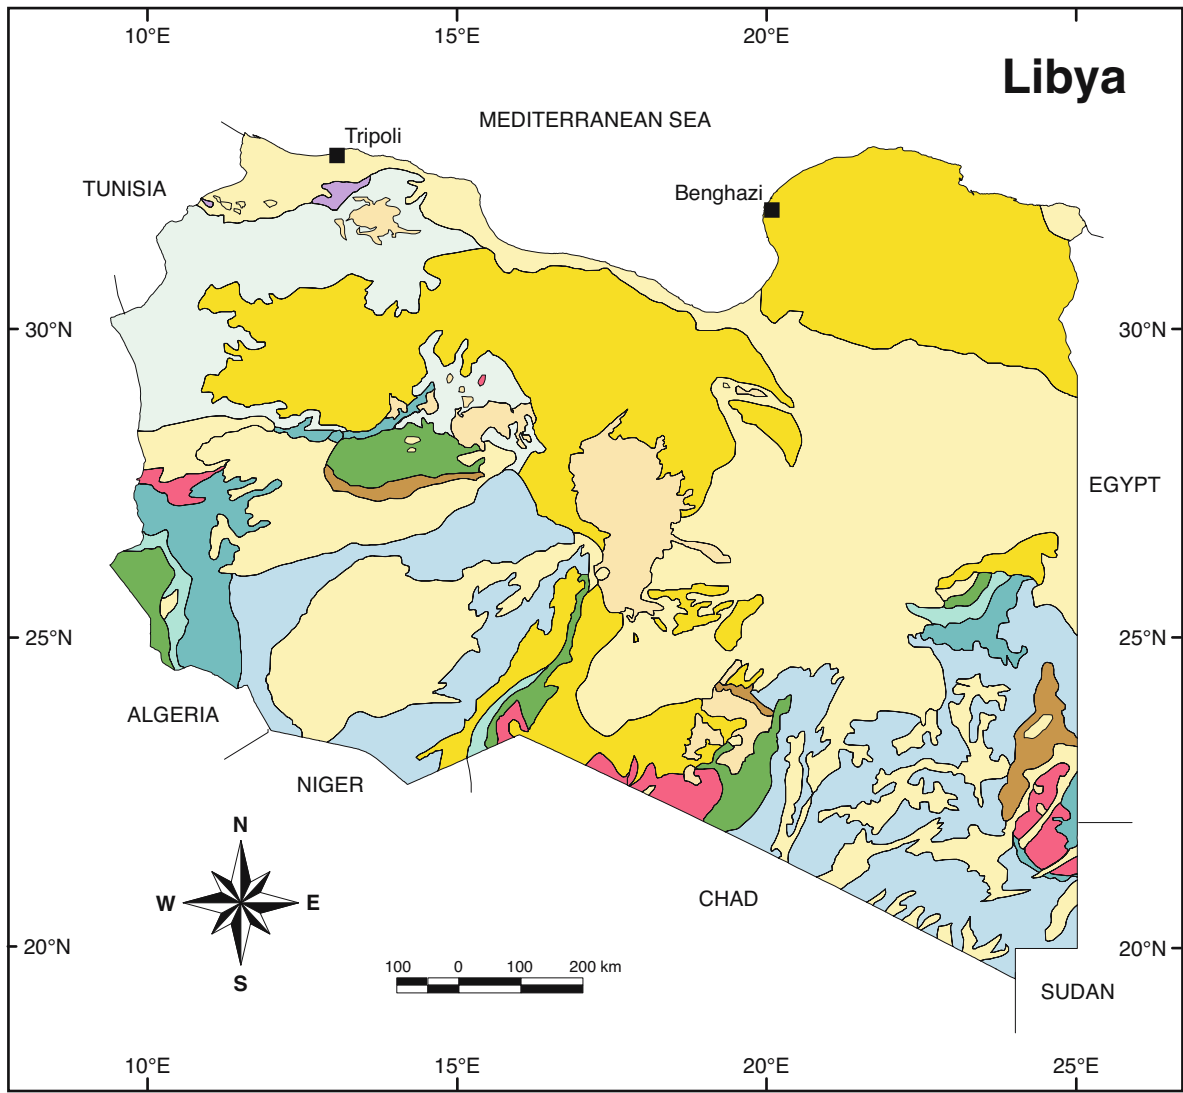 10°E 15°E 20°E 25°E
Libya
MEDITERRANEAN SEA
Tripoli
TUNISIA
Benghazi
30°N 30°N
EGYPT
25°N 25°N
ALGERIA
NIGER
N
W E
S
CHAD
20°N 20°N
100 0 100 200 km
SUDAN
10°E 15°E 20°E 25°E